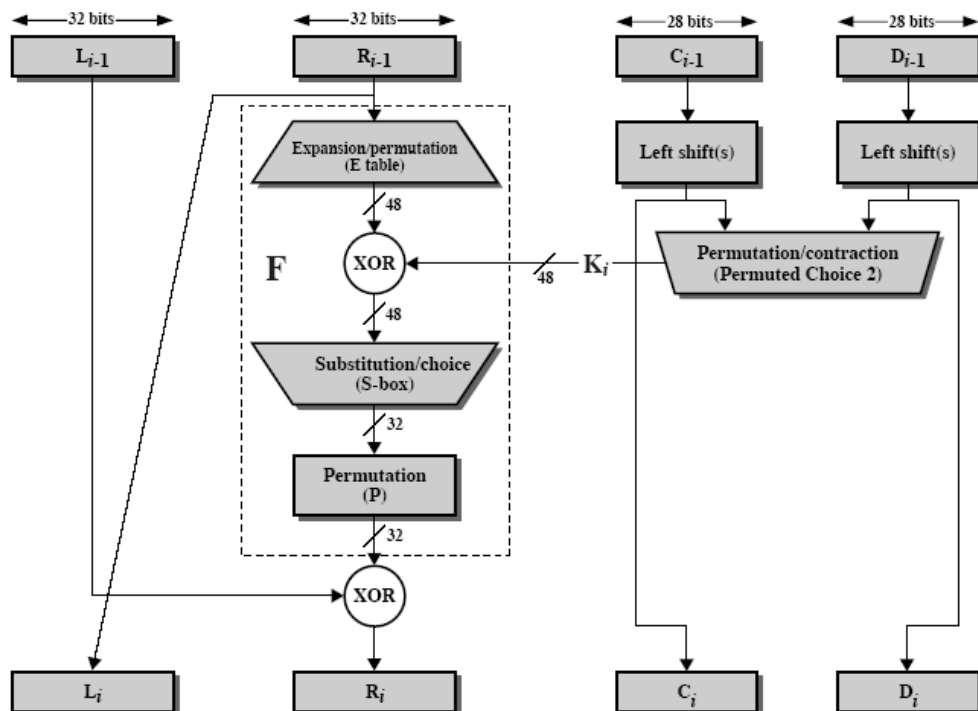 32 bits
32 bits
28 bits
28 bits
Li-1
Ri-1
Ci-1
Di-1
Expansion/permutation
(E table)
Left shift(s)
Left shift(s)
48
F
XOR
48
Ki
Permutation/contraction
(Permuted Choice 2)
48
Substitution/choice
(S-box)
32
Permutation
(P)
32
XOR
Li
Ri
Ci
Di